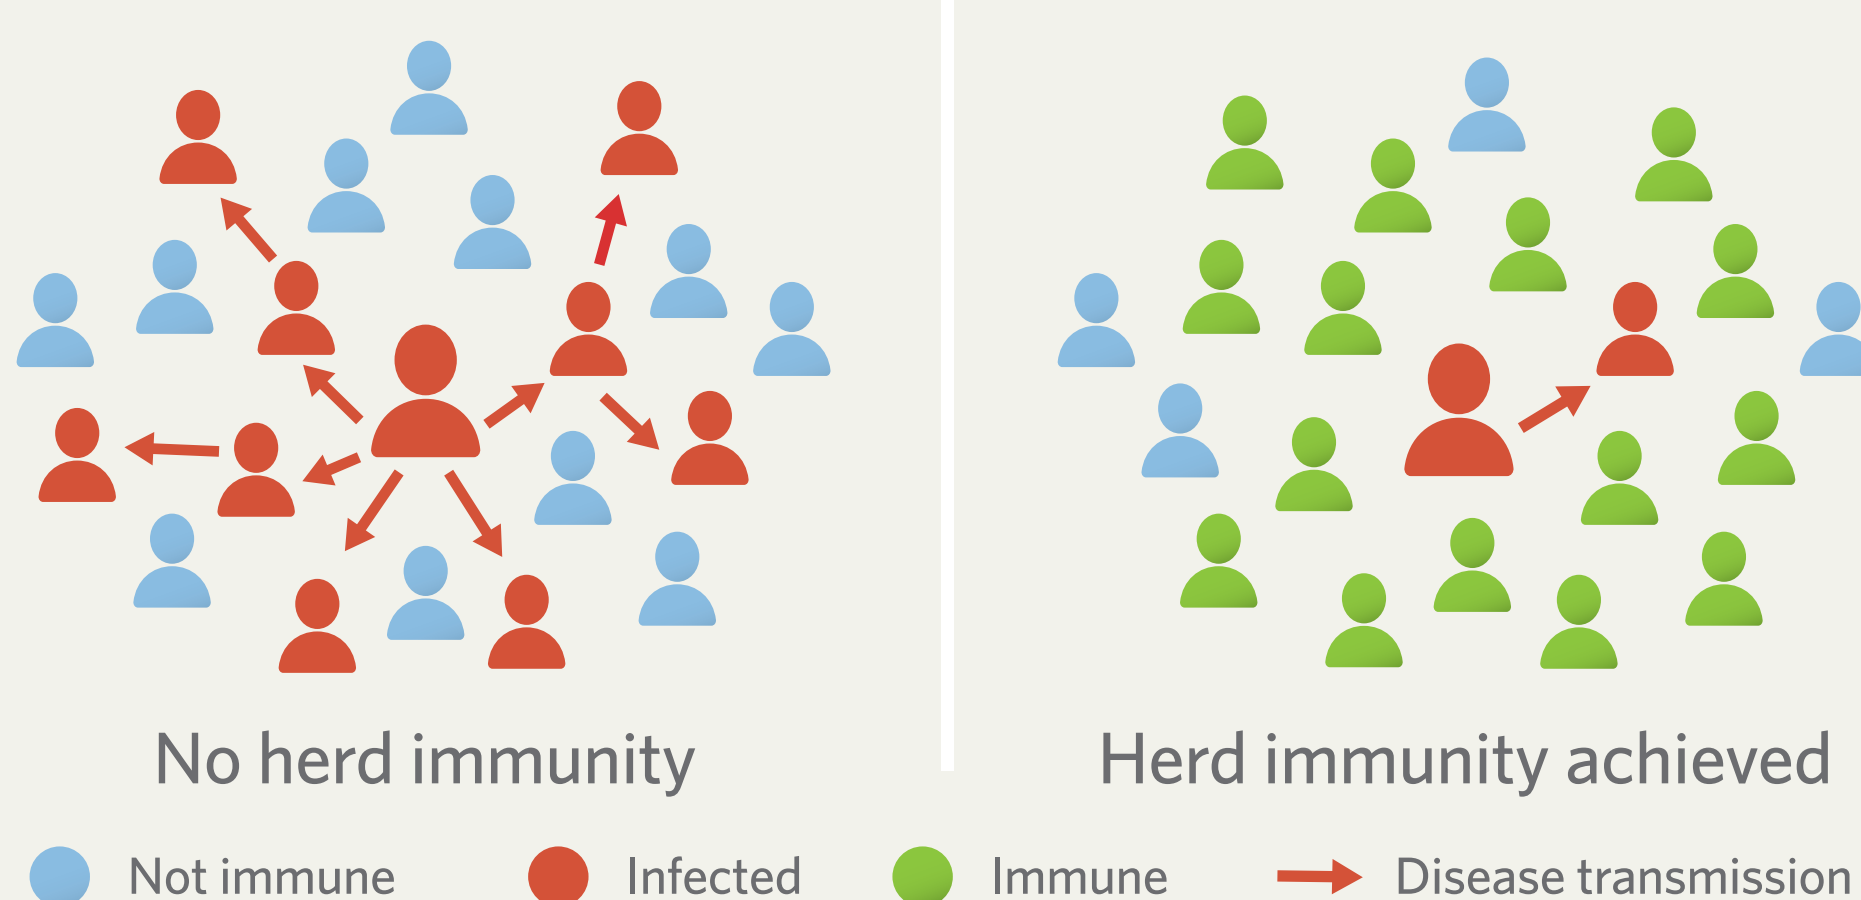 No herd immunity
Herd immunity achieved
Not immune
Infected
Immune
Disease transmission